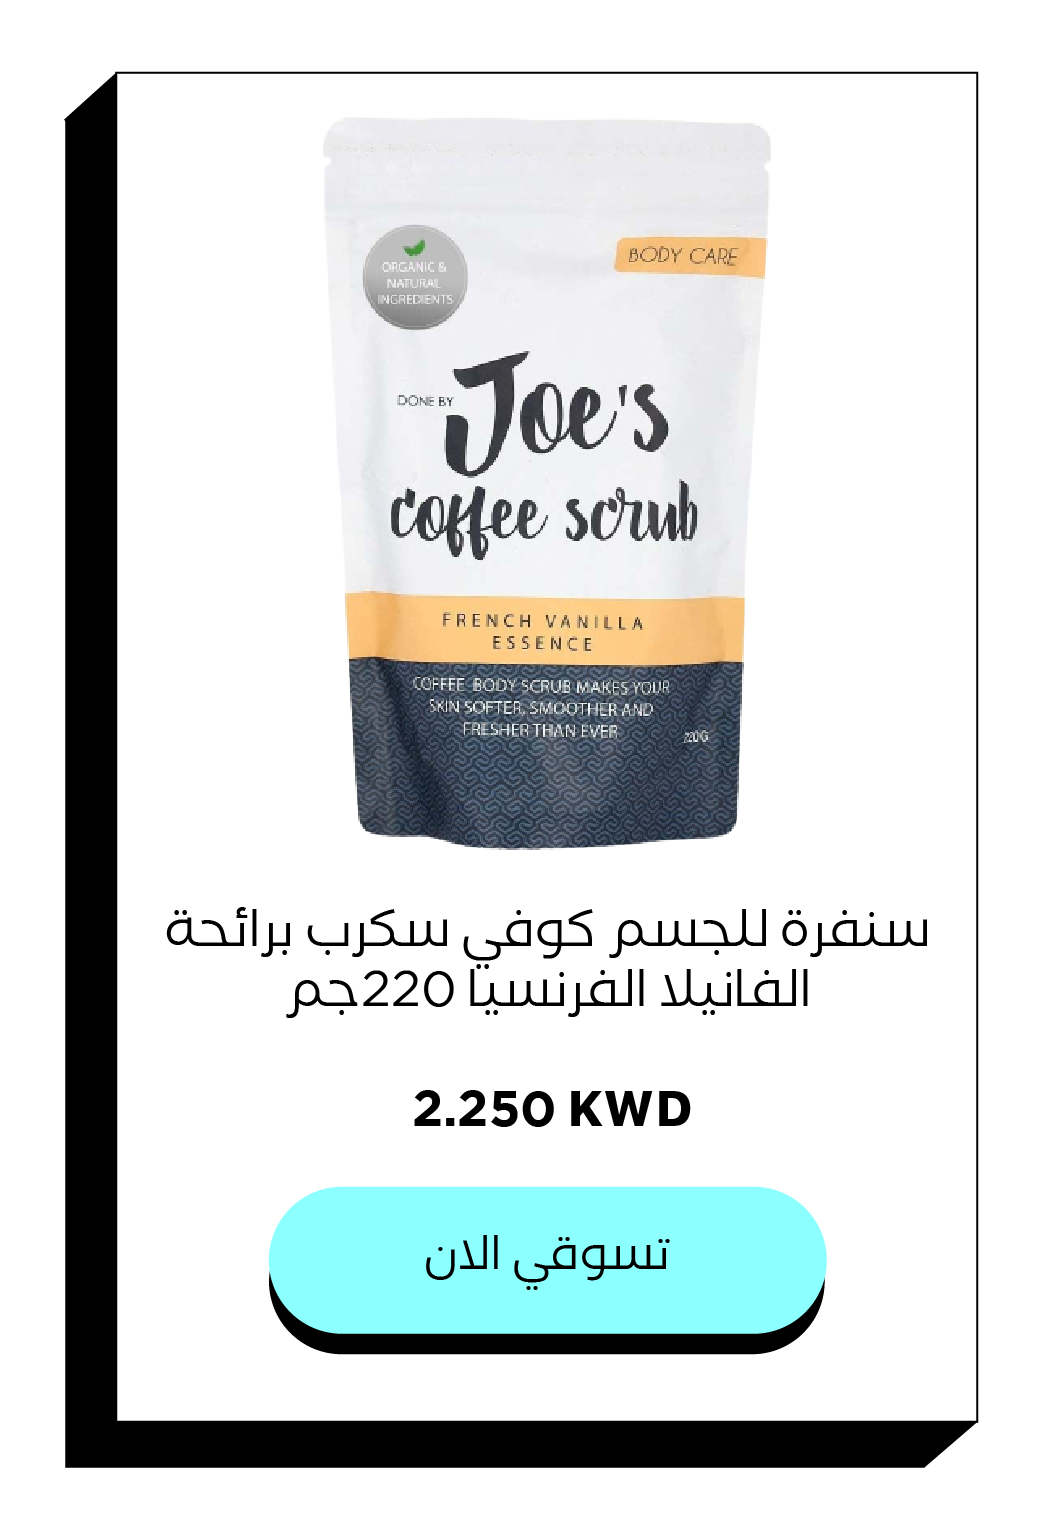 ORGANIC &
NATURAL
INGREDIENTS
BODY CARE
DONE BY
Joe's
coffee scrub
FRENCH VANILLA
ESSENCE
COFFEE BODY SCRUB MAKES YOUR
SKIN SOFTER, SMOOTHER AND
FRESHER THAN EVER
220G
سنفرة للجسم كوفي سكرب برائحة
الفانيلا الفرنسيا 220جم
2.250 KWD
تسوقي الان